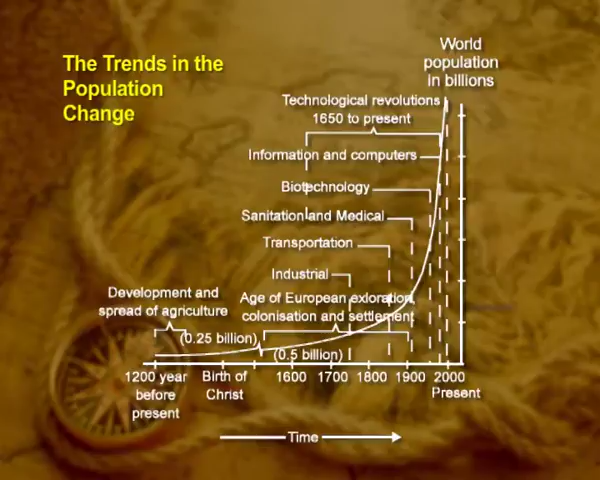 The Trends in the
Population
Change
World
population
in billions
Technological revolutions
1650 to present
Information and computers
Biotechnology
Sanitation and Medical
Transportation
Industrial
Age of European exloration,
colonisation and settlement
Development and
spread of agriculture
(0.25 billion)
(0.5 billion)
1200 year
before
present
Birth of
Christ
1600 1700 1800 1900 2000
Present
Time